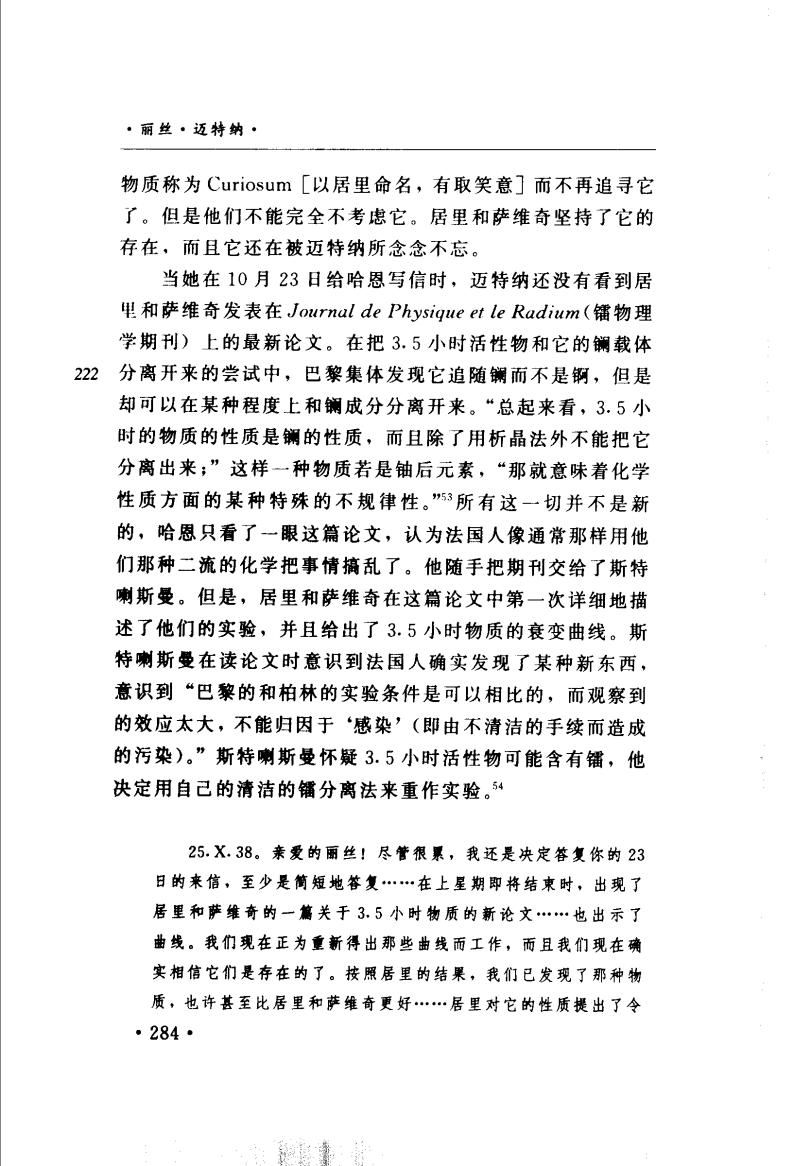 ·丽丝·迈特纳·
物质称为 Curiosum［以居里命名，有取笑意］而不再追寻它
了。但是他们不能完全不考虑它。居里和萨维奇坚持了它的
存在，而且它还在被迈特纳所念念不忘。
当她在 10 月 23 日给哈恩写信时，迈特纳还没有看到居
里和萨维奇发表在 Journal de Physique et le Radium（镭物理
学期刊）上的最新论文。在把 3.5 小时活性物和它的镧载体
222 分离开来的尝试中，巴黎集体发现它追随镧而不是锕，但是
却可以在某种程度上和镧成分分离开来。“总起来看，3.5 小
时的物质的性质是镧的性质，而且除了用析晶法外不能把它
分离出来；”这样一种物质若是铀后元素，“那就意味着化学
性质方面的某种特殊的不规律性。”53所有这一切并不是新
的，哈恩只看了一眼这篇论文，认为法国人像通常那样用他
们那种二流的化学把事情搞乱了。他随手把期刊交给了斯特
喇斯曼。但是，居里和萨维奇在这篇论文中第一次详细地描
述了他们的实验，并且给出了 3.5 小时物质的衰变曲线。斯
特喇斯曼在读论文时意识到法国人确实发现了某种新东西，
意识到“巴黎的和柏林的实验条件是可以相比的，而观察到
的效应太大，不能归因于‘感染’（即由不清洁的手续而造成
的污染）。”斯特喇斯曼怀疑 3.5 小时活性物可能含有镭，他
决定用自己的清洁的镭分离法来重作实验。54
25.X.38。亲爱的丽丝！尽管很累，我还是决定答复你的 23
日的来信，至少是简短地答复……在上星期即将结束时，出现了
居里和萨维奇的一篇关于 3.5 小时物质的新论文……也出示了
曲线。我们现在正为重新得出那些曲线而工作，而且我们现在确
实相信它们是存在的了。按照居里的结果，我们已发现了那种物
质，也许甚至比居里和萨维奇更好……居里对它的性质提出了令
·284·